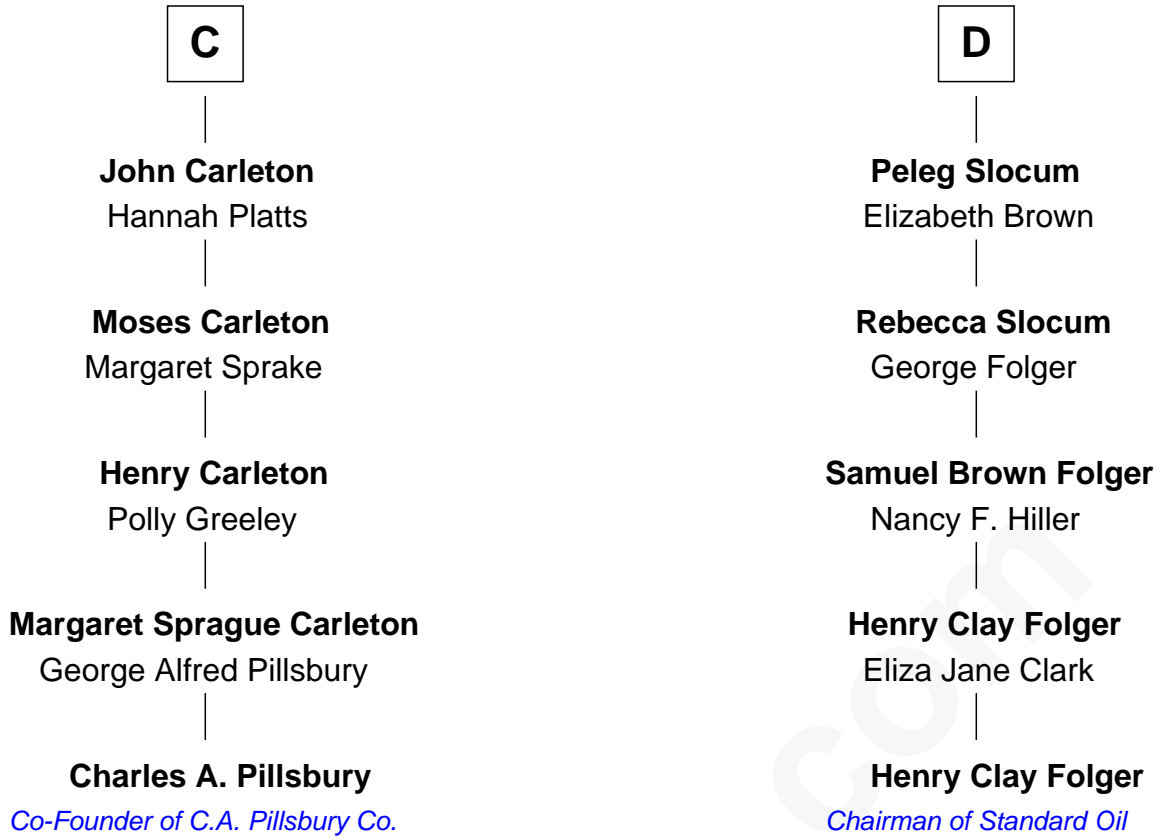 C
John Carleton
Hannah Platts
Moses Carleton
Margaret Sprake
Henry Carleton
Polly Greeley
Margaret Sprague Carleton
George Alfred Pillsbury
Charles A. Pillsbury
Co-Founder of C.A. Pillsbury Co.
D
Peleg Slocum
Elizabeth Brown
Rebecca Slocum
George Folger
Samuel Brown Folger
Nancy F. Hiller
Henry Clay Folger
Eliza Jane Clark
Henry Clay Folger
Chairman of Standard Oil
com